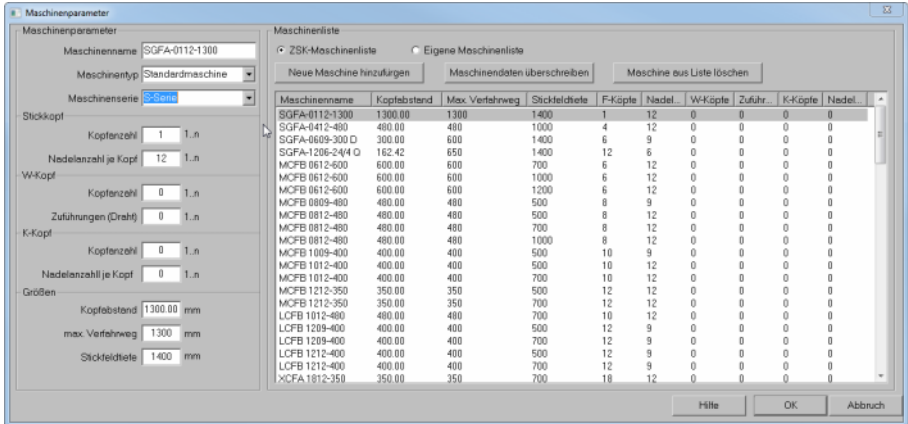 Maschinenparameter
Maschinenparameter
Maschinenname SGFA-0112-1300
Maschinentyp Standardmaschine
Maschinenserie S-Serie
Stickkopf
Kopfanzahl 1 1..n
Nadelanzahl je Kopf 12 1..n
W-Kopf
Kopfanzahl 0 1..n
Zuführungen (Draht) 0 1..n
K-Kopf
Kopfanzahl 0 1..n
Nadelanzahll je Kopf 0 1..n
Größen
Kopfabstand 1300.00 mm
max. Verfahrweg 1300 mm
Stickfeldtiefe 1400 mm
Maschinenliste
ZSK-Maschinenliste Eigene Maschinenliste
Neue Maschine hinzufürgen Maschinendaten überschreiben Maschine aus Liste löschen
Maschinenname Kopfabstand Max. Verfahrweg Stickfeldtiefe F-Köpfe Nadel... W-Köpfe Zuführ... K-Köpfe Nadel...
SGFA-0112-1300 1300.00 1300 1400 1 12 0 0 0 0
SGFA-0412-480 480.00 480 1000 4 12 0 0 0 0
SGFA-0609-300 D 300.00 600 1400 6 9 0 0 0 0
SGFA-1206-24/4 Q 162.42 650 1400 12 6 0 0 0 0
MCFB 0612-600 600.00 600 700 6 12 0 0 0 0
MCFB 0612-600 600.00 600 1000 6 12 0 0 0 0
MCFB 0612-600 600.00 600 1200 6 12 0 0 0 0
MCFB 0809-480 480.00 480 500 8 9 0 0 0 0
MCFB 0812-480 480.00 480 500 8 12 0 0 0 0
MCFB 0812-480 480.00 480 700 8 12 0 0 0 0
MCFB 0812-480 480.00 480 1000 8 12 0 0 0 0
MCFB 1009-400 400.00 400 500 10 9 0 0 0 0
MCFB 1012-400 400.00 400 500 10 12 0 0 0 0
MCFB 1012-400 400.00 400 700 10 12 0 0 0 0
MCFB 1212-350 350.00 350 500 12 12 0 0 0 0
MCFB 1212-350 350.00 350 700 12 12 0 0 0 0
LCFB 1012-480 480.00 480 700 10 12 0 0 0 0
LCFB 1209-400 400.00 400 500 12 9 0 0 0 0
LCFB 1209-400 400.00 400 700 12 9 0 0 0 0
LCFB 1212-400 400.00 400 500 12 9 0 0 0 0
LCFB 1212-400 400.00 400 700 12 9 0 0 0 0
XCFA 1812-350 350.00 350 700 18 12 0 0 0 0
Hilfe OK Abbruch